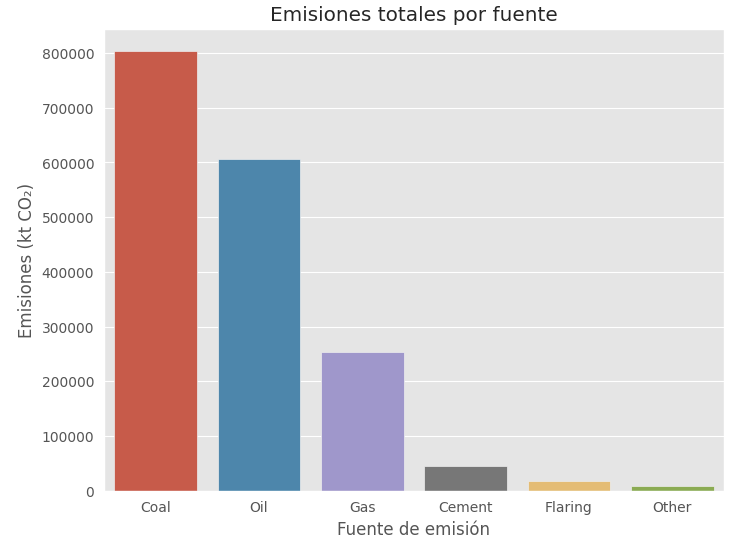 Emisiones totales por fuente
Emisiones (kt CO₂)
800000
700000
600000
500000
400000
300000
200000
100000
0
Coal Oil Gas Cement Flaring Other
Fuente de emisión